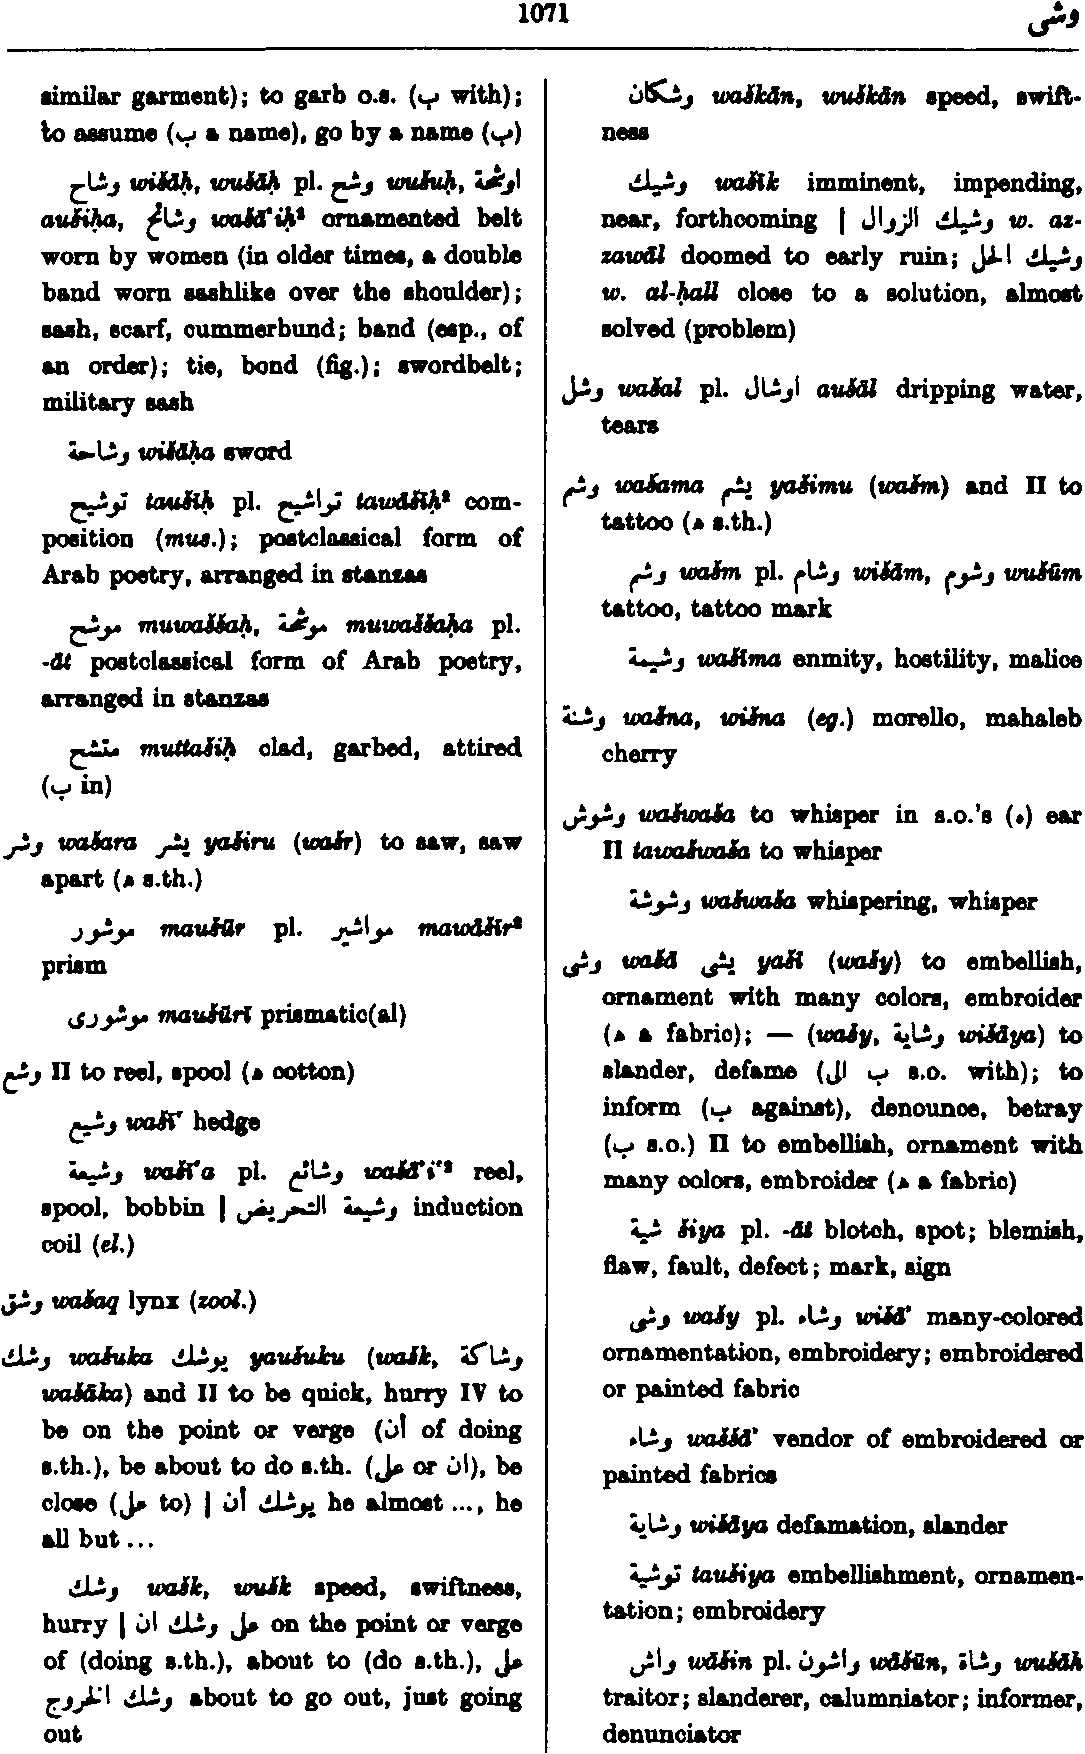 1071
وشى
similar garment); to garb o.s. (ب with);
to assume (ب a name), go by a name (ب)
وشاح wišāḥ, wušāḥ pl. وشح wušuḥ, اوشحة
aušiḥa, وشائح wašā'iḥ² ornamented belt
worn by women (in older times, a double
band worn sashlike over the shoulder);
sash, scarf, cummerbund; band (esp., of
an order); tie, bond (fig.); swordbelt;
military sash
وشاحة wišāḥa sword
توشيح taušīḥ pl. تواشيح tawāšīḥ² com-
position (mus.); postclassical form of
Arab poetry, arranged in stanzas
موشح muwaššaḥ, موشحة muwaššaḥa pl.
-āt postclassical form of Arab poetry,
arranged in stanzas
متشح muttašiḥ clad, garbed, attired
(ب in)
وشر wašara يشر yaširu (wašr) to saw, saw
apart (ه s.th.)
موشور maušūr pl. مواشير mawāšīr²
prism
موشورى maušūrī prismatic(al)
وشع II to reel, spool (ه cotton)
وشيع wašī‘ hedge
وشيعة wašī‘a pl. وشائع wašā'i‘² reel,
spool, bobbin | وشيعة التحريض induction
coil (el.)
وشق wašaq lynx (zool.)
وشك wašuka يوشك yaušuku (wašk, وشاكة
wašāka) and II to be quick, hurry IV to
be on the point or verge (أن of doing
s.th.), be about to do s.th. (على or ان), be
close (على to) | يوشك أن he almost ..., he
all but ...
وشك wašk, wušk speed, swiftness,
hurry | على وشك ان on the point or verge
of (doing s.th.), about to (do s.th.), على
وشك الخروج about to go out, just going
out
وشكان waškān, wuškān speed, swift-
ness
وشيك wašīk imminent, impending,
near, forthcoming | وشيك الزوال w. az-
zawāl doomed to early ruin; وشيك الحل
w. al-ḥall close to a solution, almost
solved (problem)
وشل wašal pl. اوشال aušāl dripping water,
tears
وشم wašama يشم yašimu (wašm) and II to
tattoo (ه s.th.)
وشم wašm pl. وشام wišām, وشوم wušūm
tattoo, tattoo mark
وشيمة wašīma enmity, hostility, malice
وشنة wašna, wišna (eg.) morello, mahaleb
cherry
وشوش wašwaša to whisper in s.o.'s (ه) ear
II tawašwaša to whisper
وشوشة wašwaša whispering, whisper
وشى wašā يشى yašī (wašy) to embellish,
ornament with many colors, embroider
(ه a fabric); — (wašy, وشاية wišāya) to
slander, defame (ب الى s.o. with); to
inform (ب against), denounce, betray
(ب s.o.) II to embellish, ornament with
many colors, embroider (ه a fabric)
شية šiya pl. -āt blotch, spot; blemish,
flaw, fault, defect; mark, sign
وشى wašy pl. وشاء wišā' many-colored
ornamentation, embroidery; embroidered
or painted fabric
وشاء waššā' vendor of embroidered or
painted fabrics
وشاية wišāya defamation, slander
توشية taušiya embellishment, ornamen-
tation; embroidery
واش wāšin pl. واشون wāšūn, وشاة wušāh
traitor; slanderer, calumniator; informer,
denunciator